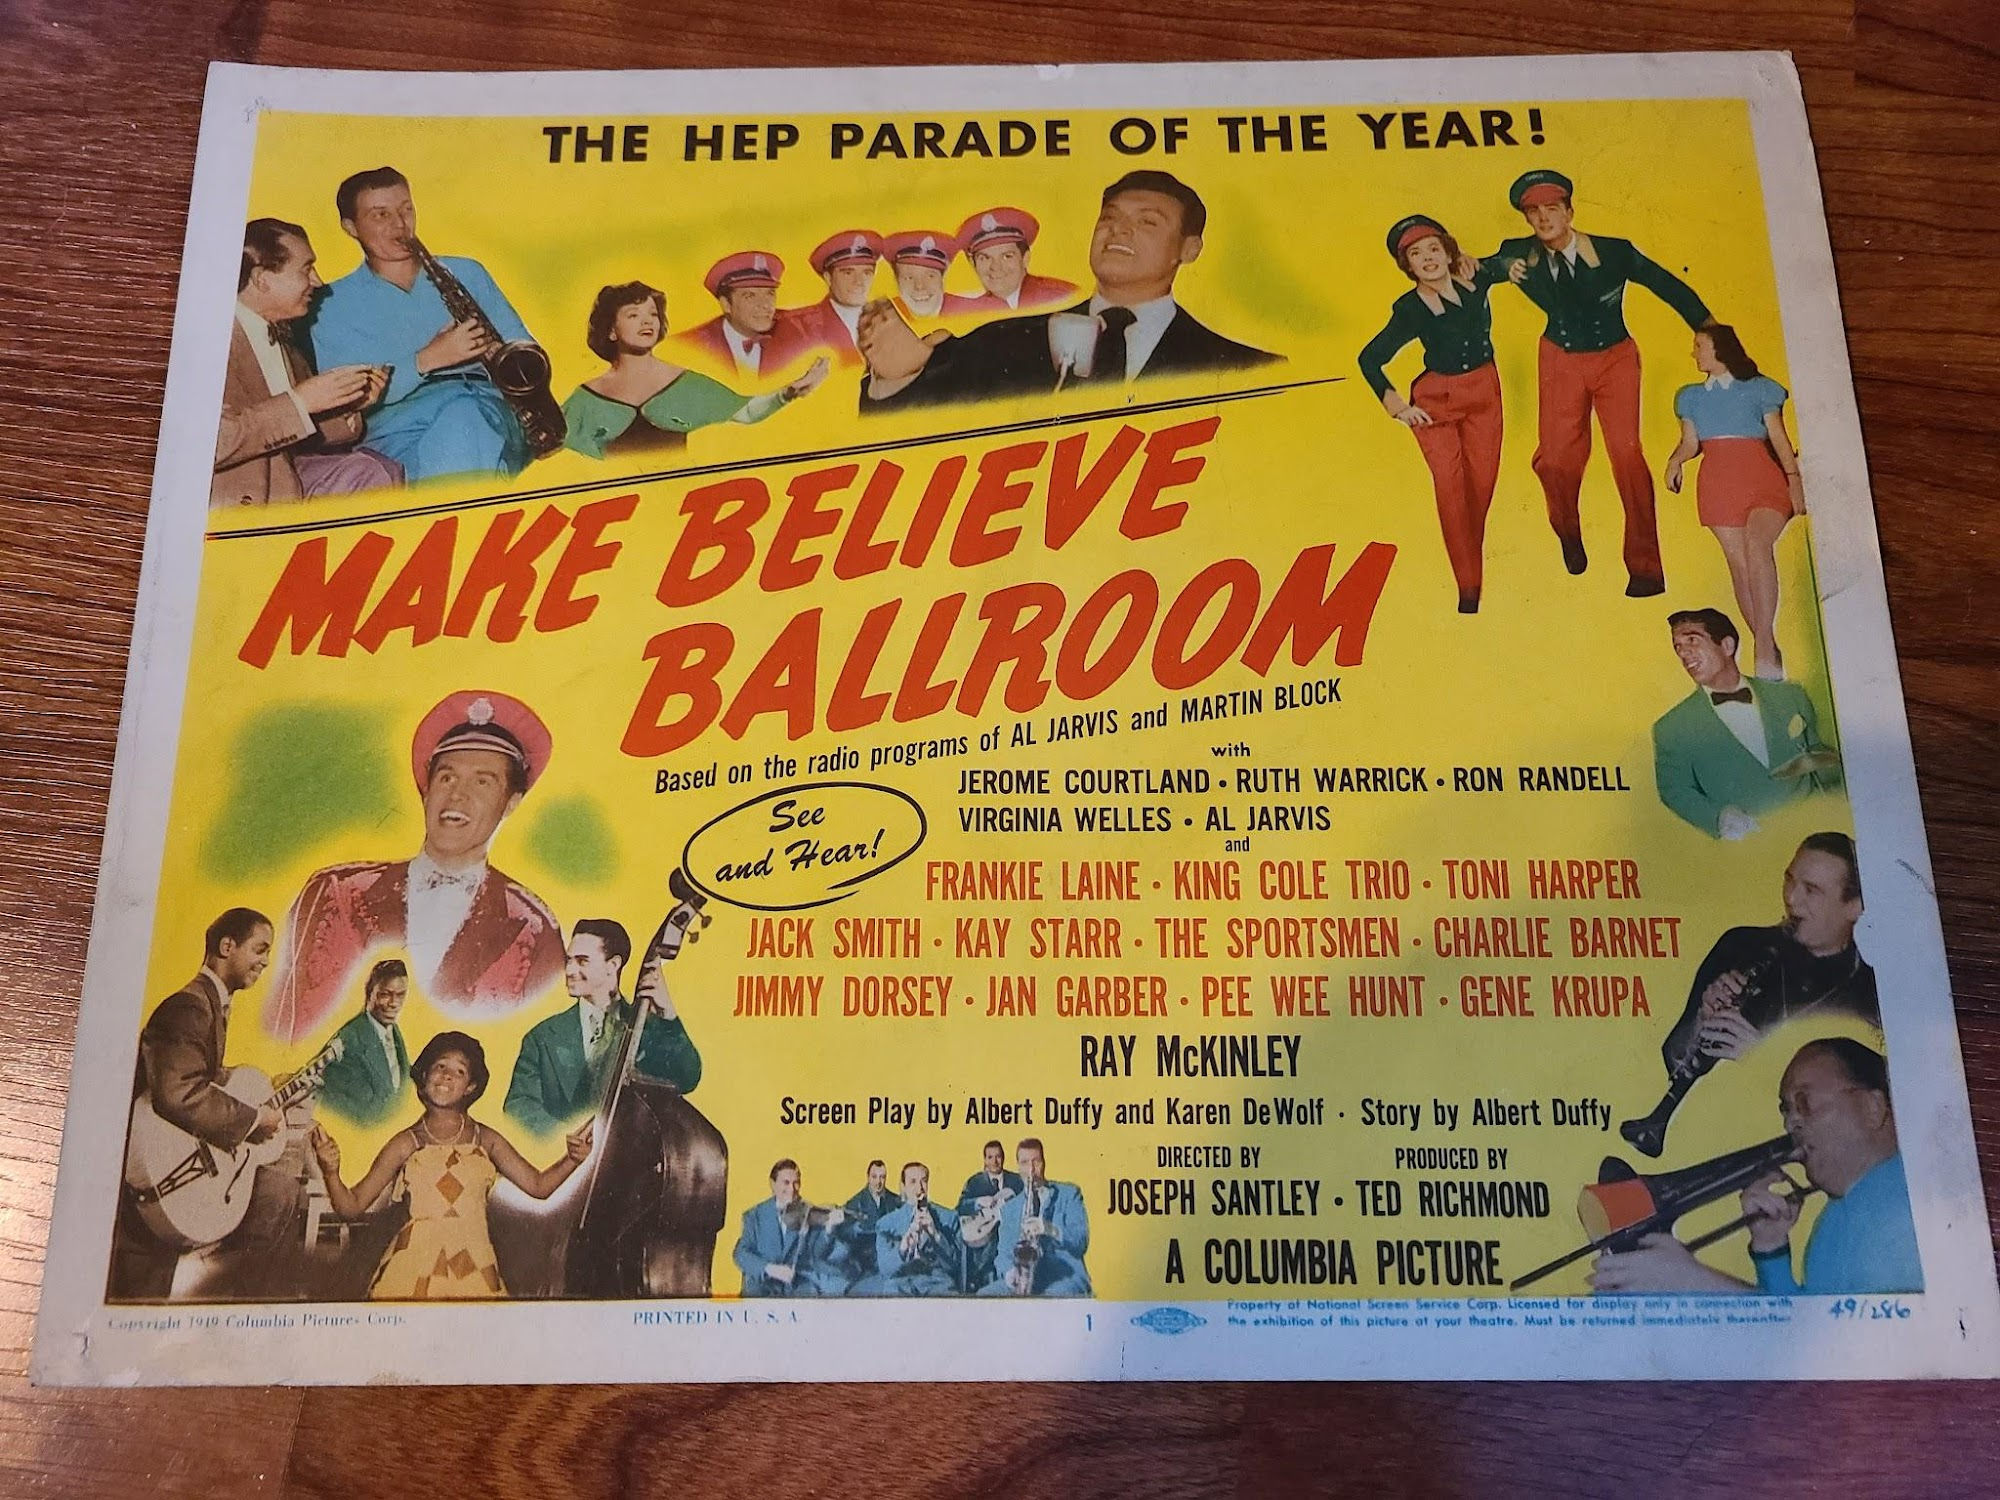 THE HEP PARADE OF THE YEAR!
MAKE BELIEVE
BALLROOM
Based on the radio programs of AL JARVIS and MARTIN BLOCK
See
and Hear!
with
JEROME COURTLAND • RUTH WARRICK • RON RANDELL
VIRGINIA WELLES • AL JARVIS
and
FRANKIE LAINE • KING COLE TRIO • TONI HARPER
JACK SMITH • KAY STARR • THE SPORTSMEN • CHARLIE BARNET
JIMMY DORSEY • JAN GARBER • PEE WEE HUNT • GENE KRUPA
RAY McKINLEY
Screen Play by Albert Duffy and Karen DeWolf • Story by Albert Duffy
DIRECTED BY
JOSEPH SANTLEY •
PRODUCED BY
TED RICHMOND
A COLUMBIA PICTURE
Copyright 1949 Columbia Pictures Corp.
PRINTED IN U. S. A.
1
Property of National Screen Service Corp. Licensed for display only in connection with
the exhibition of this picture at your theatre. Must be returned immediately thereafter.
49/286